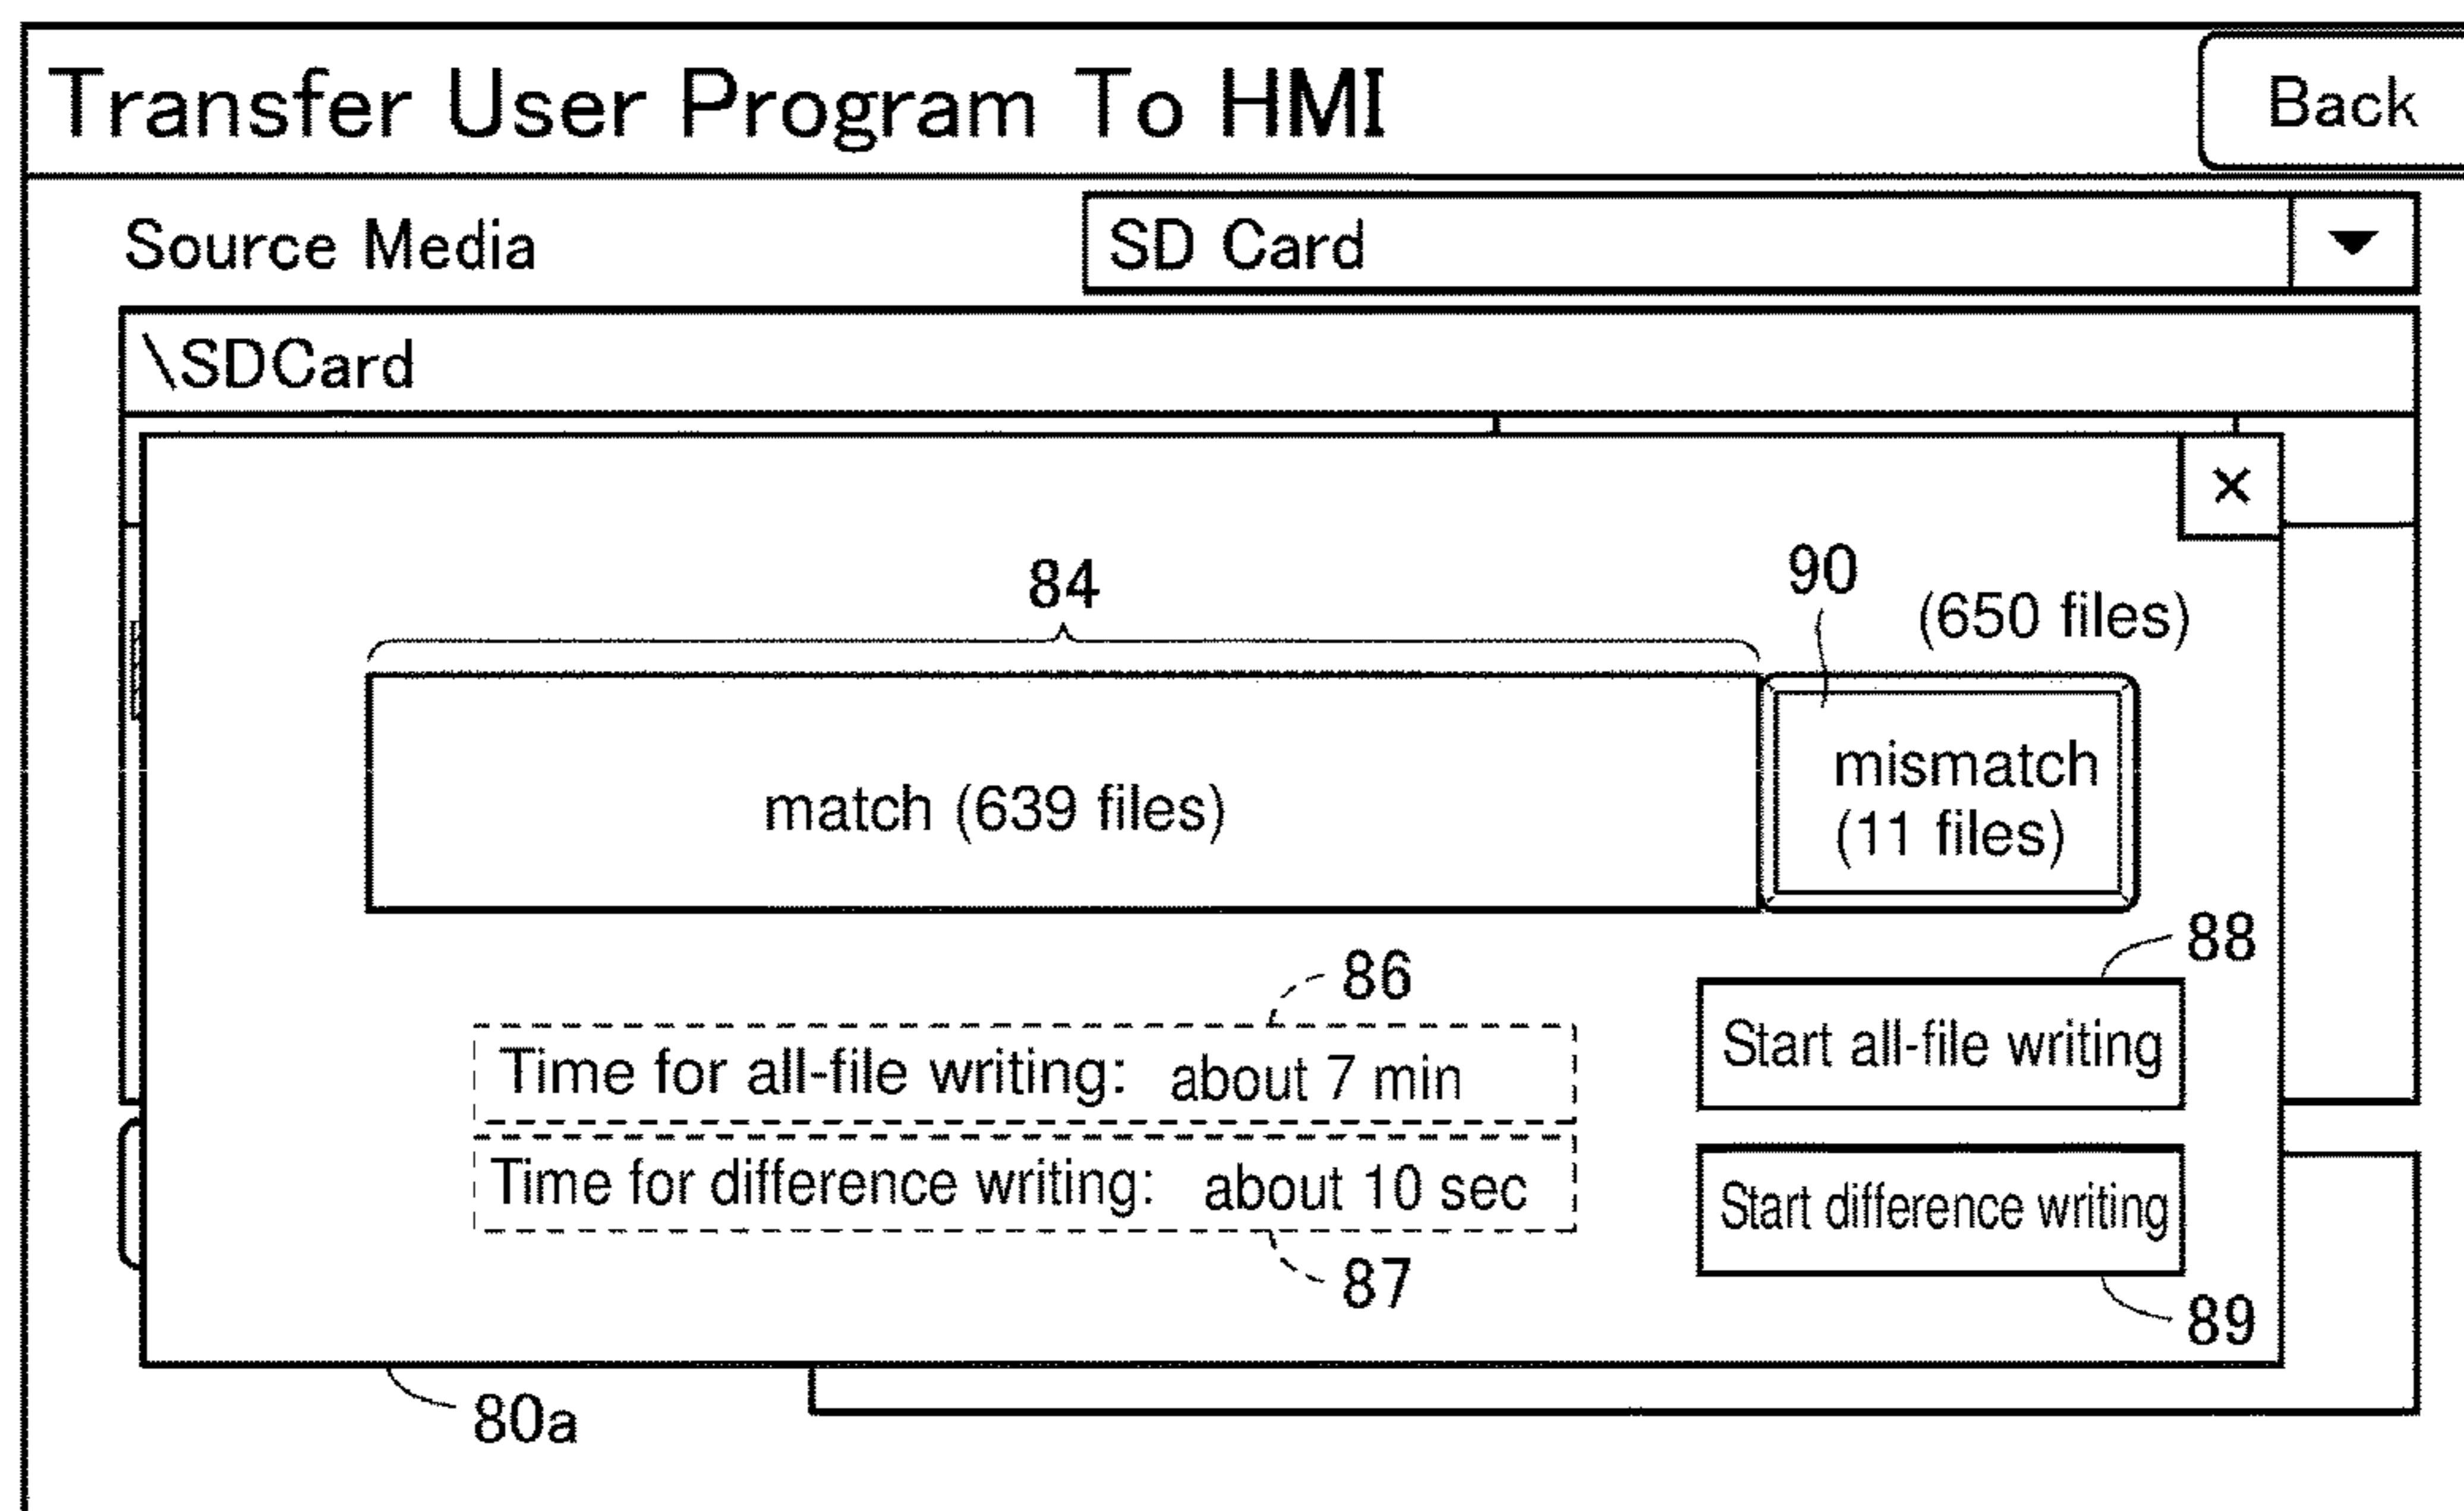 Transfer User Program To HMI
Back
Source Media
SD Card
\SDCard
×
84
90
(650 files)
match (639 files)
mismatch
(11 files)
88
86
Start all-file writing
Time for all-file writing: about 7 min
Time for difference writing: about 10 sec
Start difference writing
87
89
80a